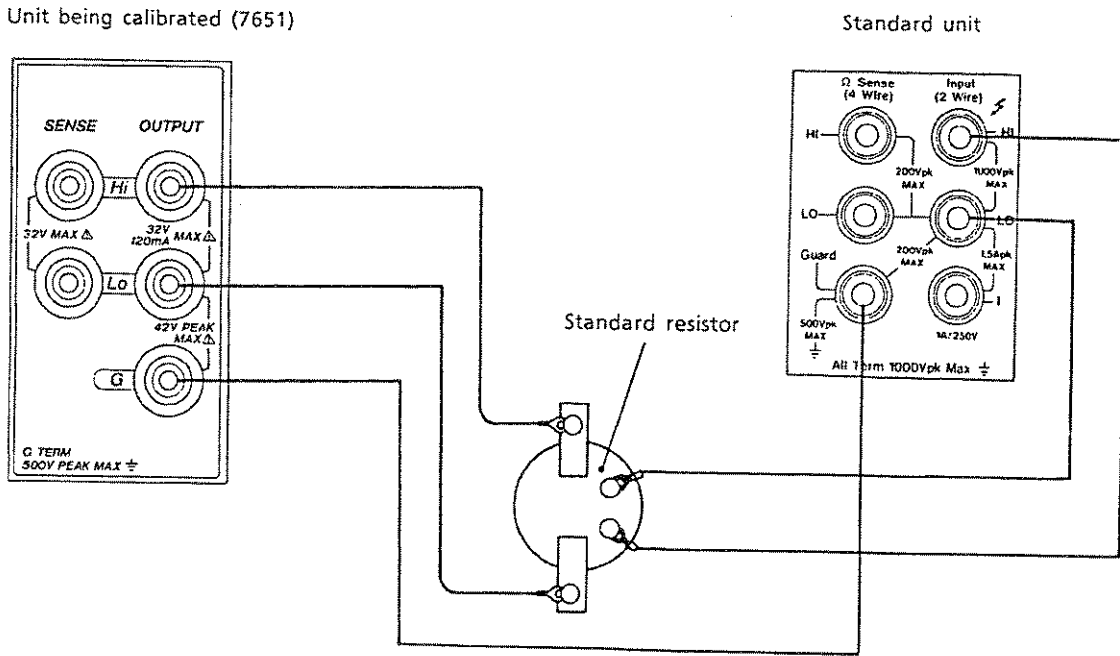 Unit being calibrated (7651)
SENSE OUTPUT
Hi
32V MAX ⚠
32V
120mA MAX ⚠
Lo
42V PEAK
MAX ⚠
G
G TERM
500V PEAK MAX ⏚
Standard resistor
Standard unit
Ω Sense
(4 Wire)
Input
(2 Wire)
HI
HI
200Vpk
MAX
1000Vpk
MAX
LO
LO
Guard
200Vpk
MAX
1.5Apk
MAX
I
500Vpk
MAX
1A/250V
All Term 1000Vpk Max ⏚